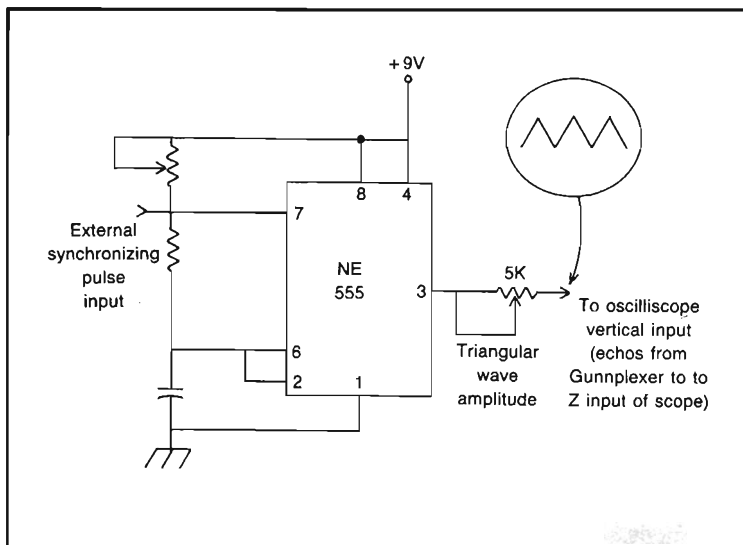 +9V
8
4
7
External
synchronizing
pulse
input
NE
555
3
5K
6
2
1
Triangular
wave
amplitude
To oscilliscope
vertical input
(echos from
Gunnplexer to to
Z input of scope)